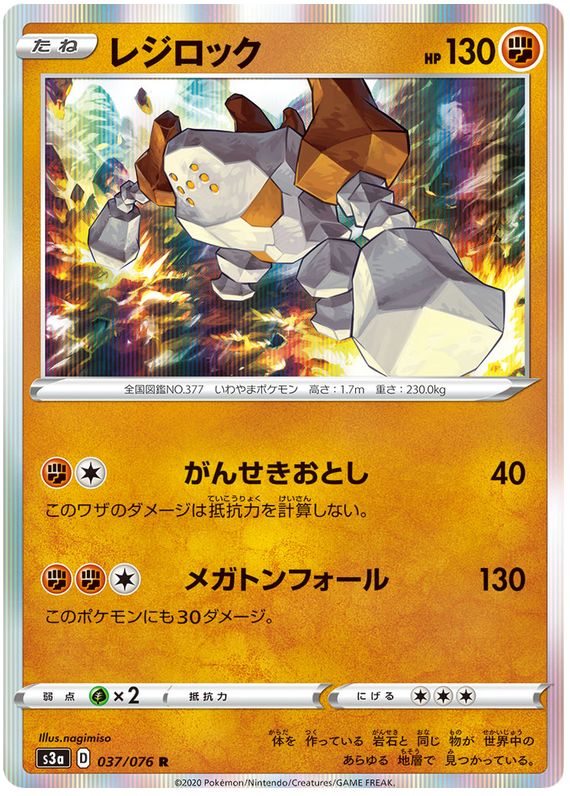 たね レジロック HP 130
全国図鑑NO.377 いわやまポケモン 高さ：1.7m 重さ：230.0kg
がんせきおとし 40
このワザのダメージは抵抗力を計算しない。
メガトンフォール 130
このポケモンにも30ダメージ。
弱点 ×2 抵抗力 にげる
Illus.nagimiso
体を 作っている 岩石と 同じ 物が 世界中の
あらゆる 地層で 見つかっている。
s3a D 037/076 R
©2020 Pokémon/Nintendo/Creatures/GAME FREAK.